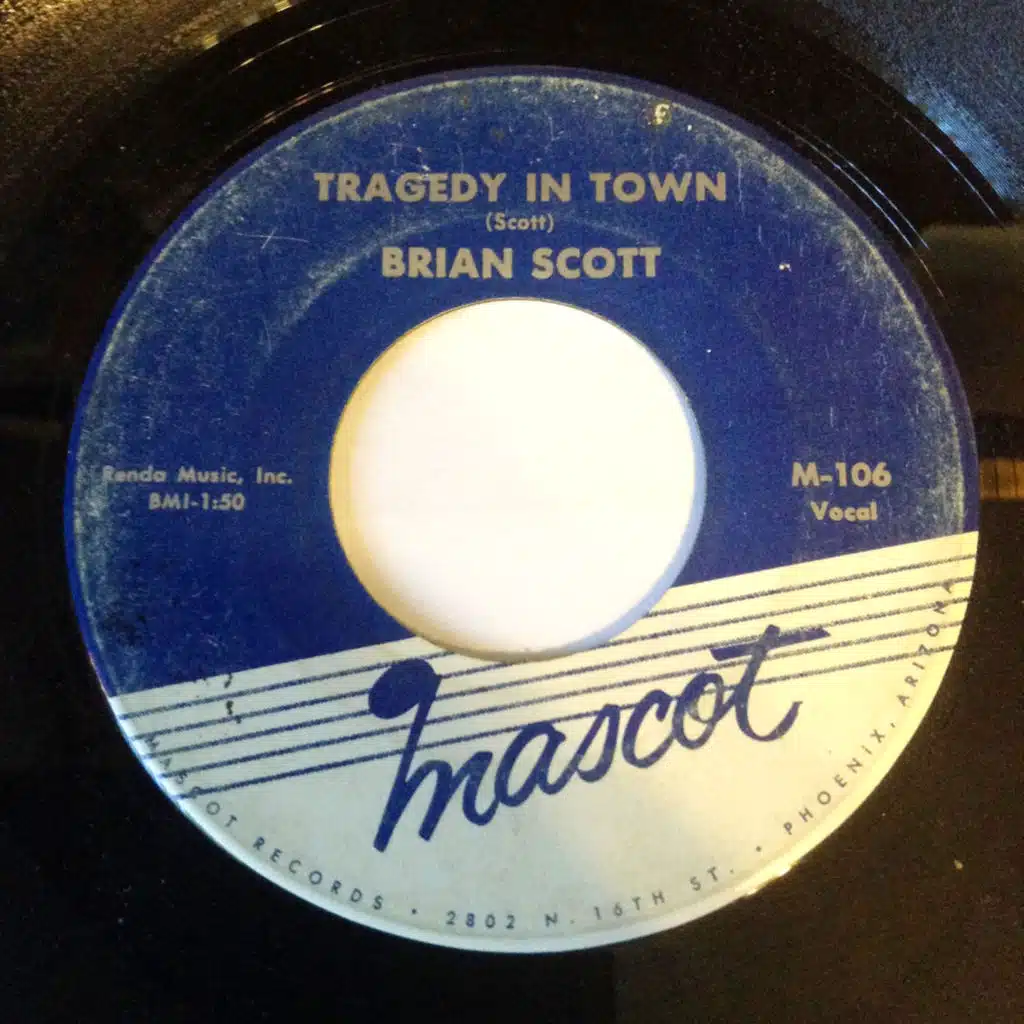 TRAGEDY IN TOWN
(Scott)
BRIAN SCOTT
Renda Music, Inc.
BMI-1:50
M-106
Vocal
mascot
MASCOT RECORDS • 2802 N. 16TH ST. • PHOENIX, ARIZONA